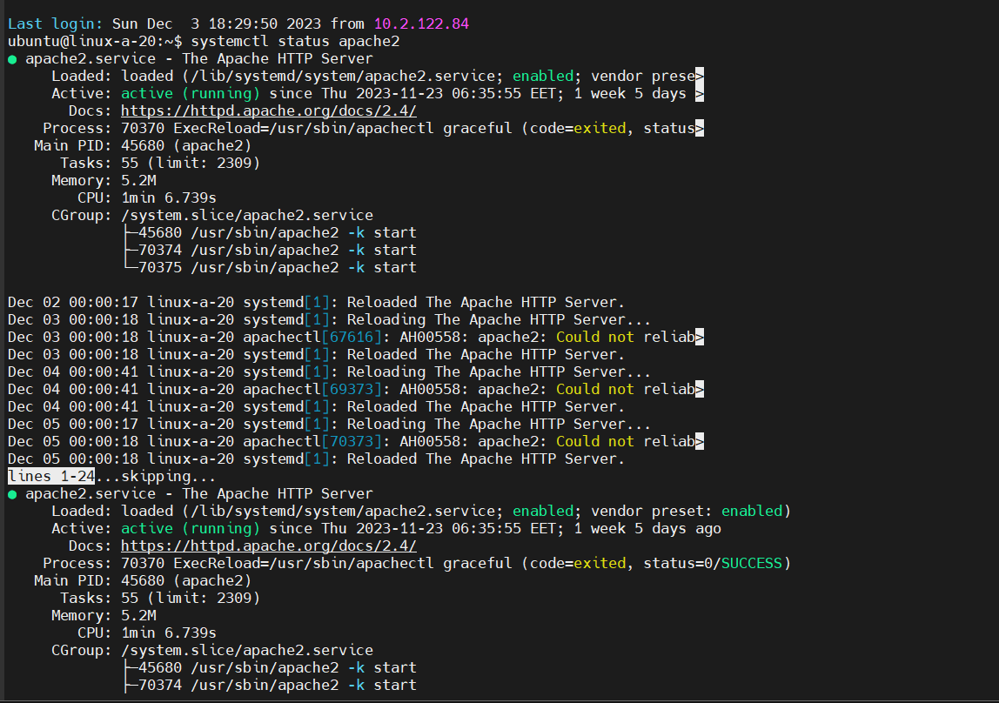 Last login: Sun Dec  3 18:29:50 2023 from 10.2.122.84
ubuntu@linux-a-20:~$ systemctl status apache2
● apache2.service - The Apache HTTP Server
     Loaded: loaded (/lib/systemd/system/apache2.service; enabled; vendor prese>
     Active: active (running) since Thu 2023-11-23 06:35:55 EET; 1 week 5 days >
       Docs: https://httpd.apache.org/docs/2.4/
    Process: 70370 ExecReload=/usr/sbin/apachectl graceful (code=exited, status>
   Main PID: 45680 (apache2)
      Tasks: 55 (limit: 2309)
     Memory: 5.2M
        CPU: 1min 6.739s
     CGroup: /system.slice/apache2.service
             ├─45680 /usr/sbin/apache2 -k start
             ├─70374 /usr/sbin/apache2 -k start
             └─70375 /usr/sbin/apache2 -k start

Dec 02 00:00:17 linux-a-20 systemd[1]: Reloaded The Apache HTTP Server.
Dec 03 00:00:18 linux-a-20 systemd[1]: Reloading The Apache HTTP Server...
Dec 03 00:00:18 linux-a-20 apachectl[67616]: AH00558: apache2: Could not reliab>
Dec 03 00:00:18 linux-a-20 systemd[1]: Reloaded The Apache HTTP Server.
Dec 04 00:00:41 linux-a-20 systemd[1]: Reloading The Apache HTTP Server...
Dec 04 00:00:41 linux-a-20 apachectl[69373]: AH00558: apache2: Could not reliab>
Dec 04 00:00:41 linux-a-20 systemd[1]: Reloaded The Apache HTTP Server.
Dec 05 00:00:17 linux-a-20 systemd[1]: Reloading The Apache HTTP Server...
Dec 05 00:00:18 linux-a-20 apachectl[70373]: AH00558: apache2: Could not reliab>
Dec 05 00:00:18 linux-a-20 systemd[1]: Reloaded The Apache HTTP Server.
lines 1-24...skipping...
● apache2.service - The Apache HTTP Server
     Loaded: loaded (/lib/systemd/system/apache2.service; enabled; vendor preset: enabled)
     Active: active (running) since Thu 2023-11-23 06:35:55 EET; 1 week 5 days ago
       Docs: https://httpd.apache.org/docs/2.4/
    Process: 70370 ExecReload=/usr/sbin/apachectl graceful (code=exited, status=0/SUCCESS)
   Main PID: 45680 (apache2)
      Tasks: 55 (limit: 2309)
     Memory: 5.2M
        CPU: 1min 6.739s
     CGroup: /system.slice/apache2.service
             ├─45680 /usr/sbin/apache2 -k start
             ├─70374 /usr/sbin/apache2 -k start